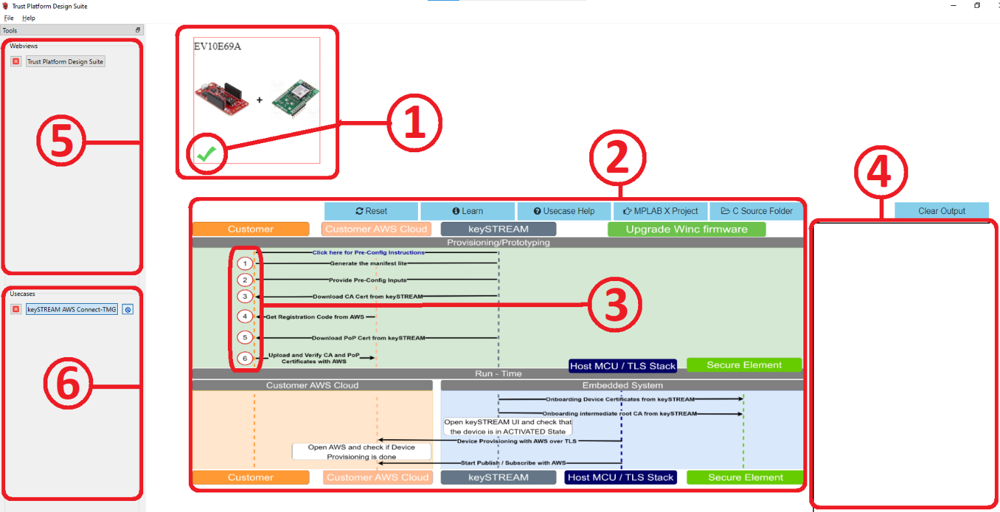 Trust Platform Design Suite
File Help
Tools
Webviews
Trust Platform Design Suite
5
Usecases
keySTREAM AWS Connect-TMG
6
EV10E69A
+
1
2
4
Reset
Learn
Usecase Help
MPLAB X Project
C Source Folder
Clear Output
Customer
Customer AWS Cloud
keySTREAM
Upgrade Winc firmware
Provisioning/Prototyping
Click here for Pre-Config Instructions
1
Generate the manifest lite
2
Provide Pre-Config Inputs
3
Download CA Cert from keySTREAM
3
4
Get Registration Code from AWS
5
Download PoP Cert from keySTREAM
6
Upload and Verify CA and PoP
Certificates with AWS
Host MCU / TLS Stack
Secure Element
Run - Time
Customer AWS Cloud
Embedded System
Onboarding Device Certificates from keySTREAM
Onboarding intermediate root CA from keySTREAM
Open keySTREAM UI and check that
the device is in ACTIVATED State
Device Provisioning with AWS over TLS
Open AWS and check if Device
Provisioning is done
Start Publish / Subscribe with AWS
Customer
Customer AWS Cloud
keySTREAM
Host MCU / TLS Stack
Secure Element